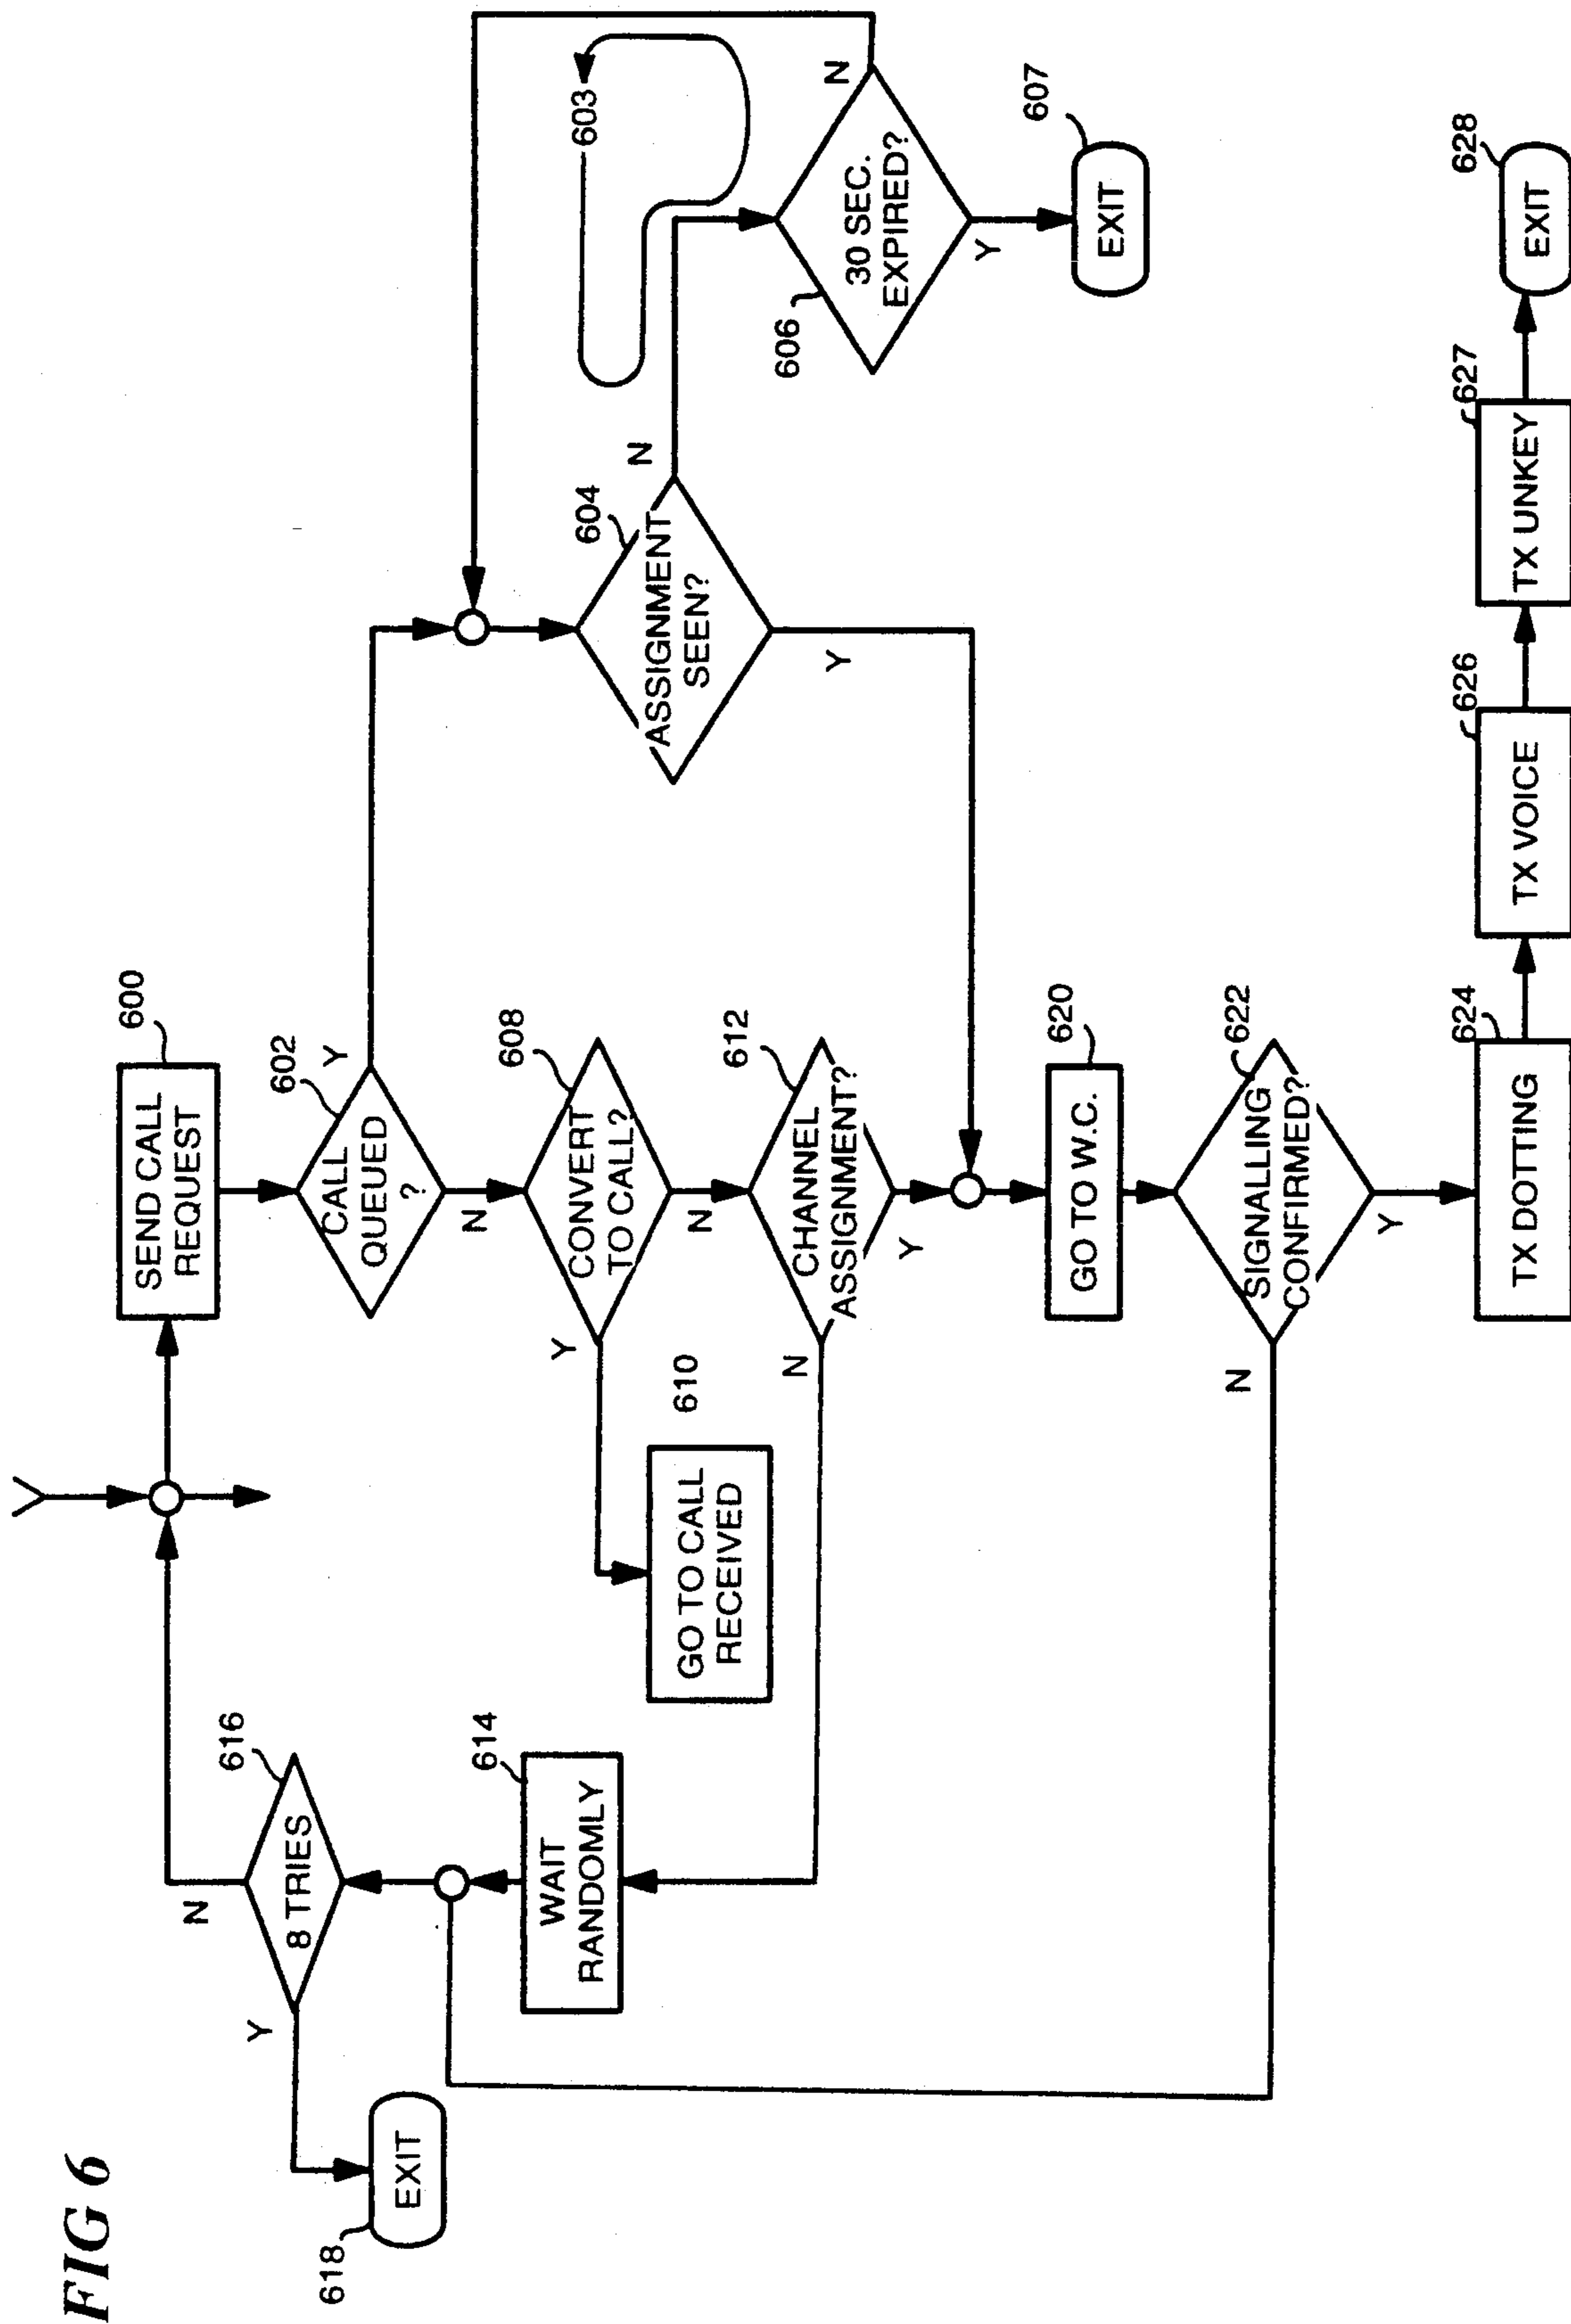 FIG 6
SEND CALL
REQUEST
600
CALL
QUEUED
?
602
Y
N
CONVERT
TO CALL?
608
Y
N
GO TO CALL
RECEIVED
610
CHANNEL
ASSIGNMENT?
612
N
Y
WAIT
RANDOMLY
614
8 TRIES
616
N
Y
EXIT
618
ASSIGNMENT
SEEN?
604
N
Y
603
30 SEC.
EXPIRED?
606
N
Y
EXIT
607
GO TO W.C.
620
SIGNALLING
CONFIRMED?
622
N
Y
TX DOTTING
624
TX VOICE
626
TX UNKEY
627
EXIT
628